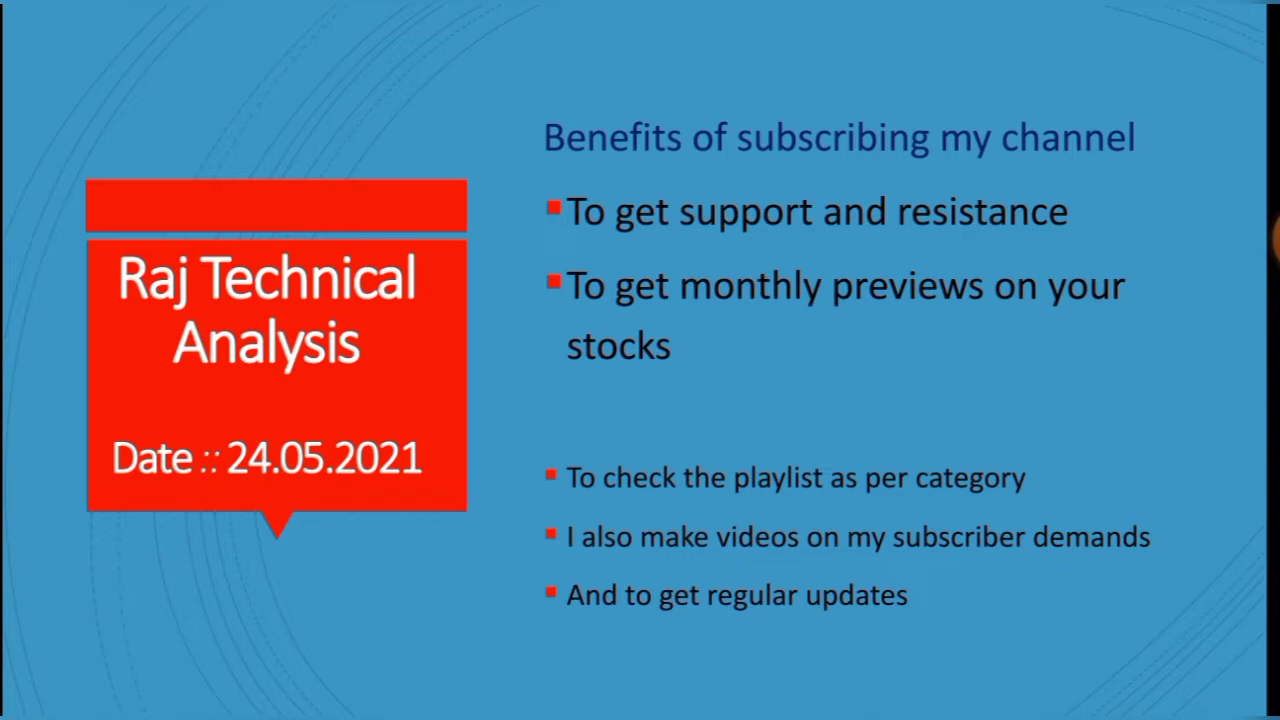 Raj Technical
Analysis
Date :: 24.05.2021
Benefits of subscribing my channel
▪To get support and resistance
▪To get monthly previews on your
stocks
▪ To check the playlist as per category
▪ I also make videos on my subscriber demands
▪ And to get regular updates